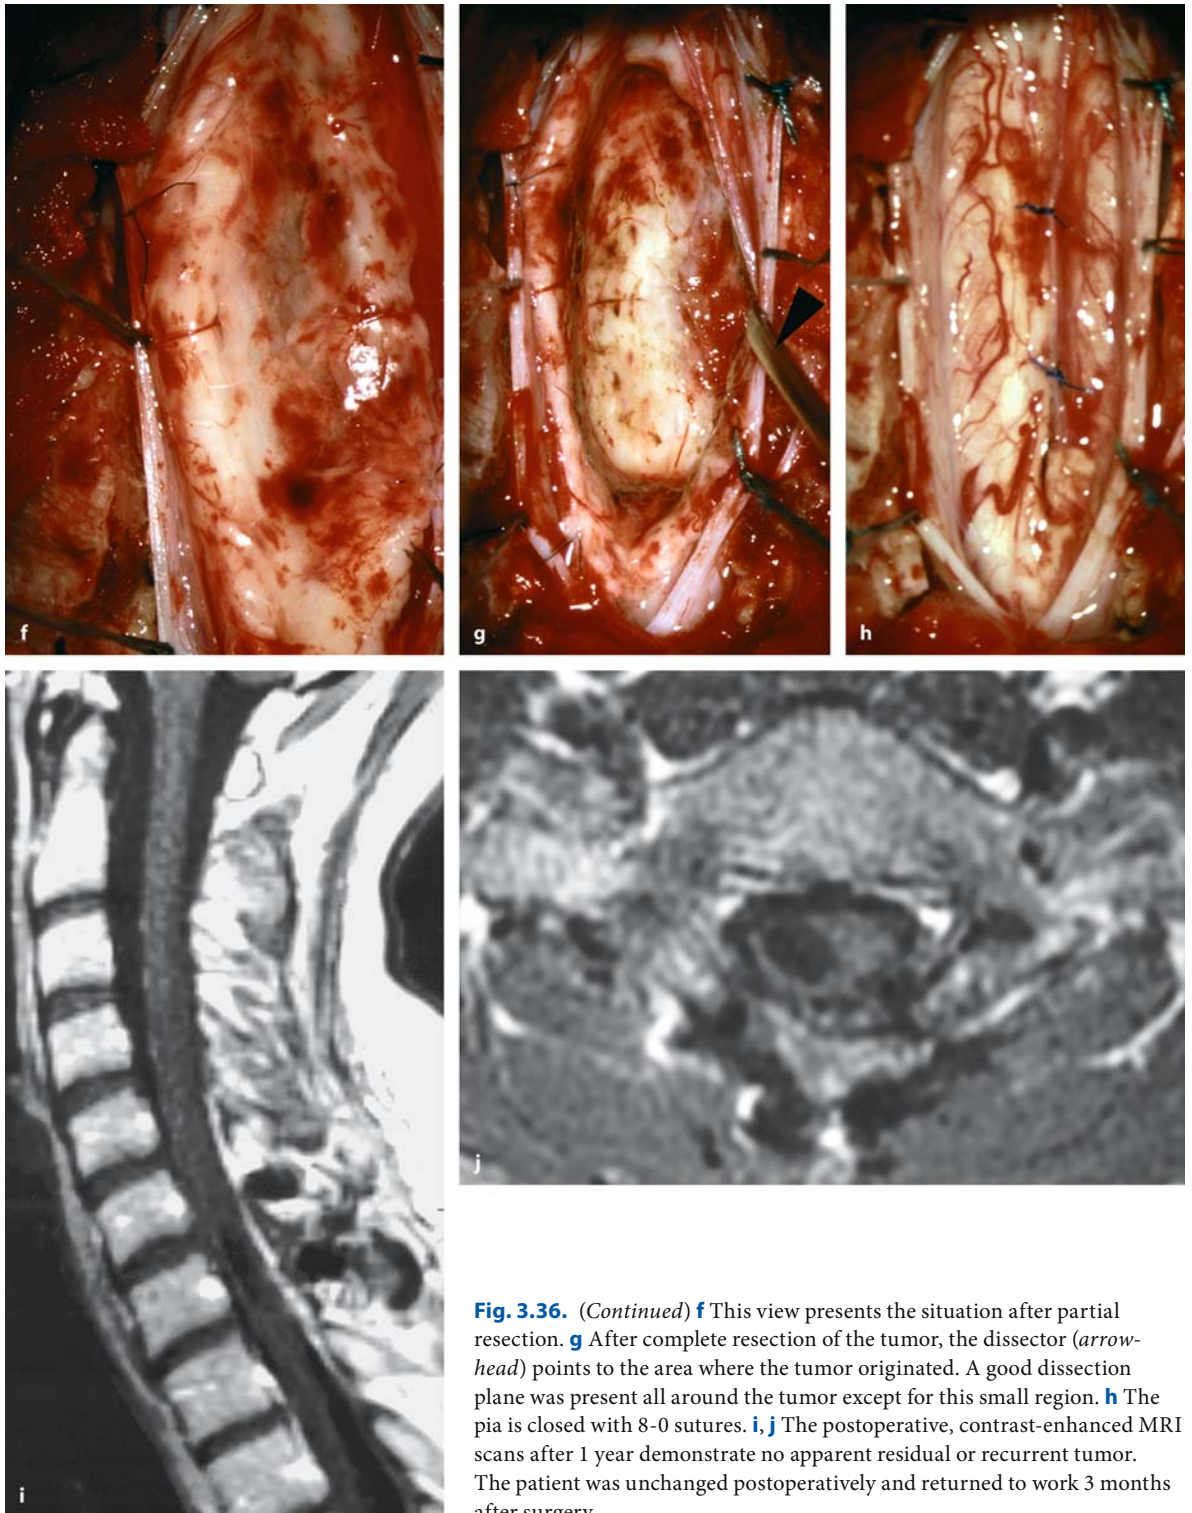 f
g
h
i
j
Fig. 3.36. (Continued) f This view presents the situation after partial
resection. g After complete resection of the tumor, the dissector (arrow-
head) points to the area where the tumor originated. A good dissection
plane was present all around the tumor except for this small region. h The
pia is closed with 8-0 sutures. i, j The postoperative, contrast-enhanced MRI
scans after 1 year demonstrate no apparent residual or recurrent tumor.
The patient was unchanged postoperatively and returned to work 3 months
after surgery